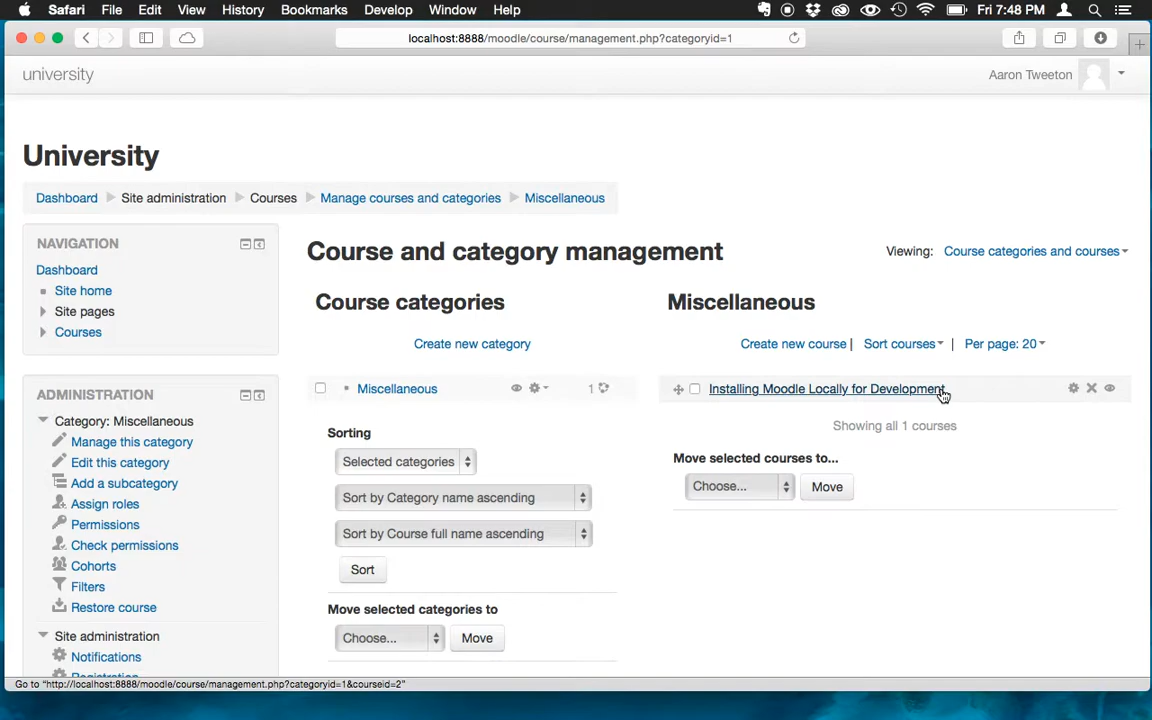 Safari File Edit View History Bookmarks Develop Window Help Fri 7:48 PM
localhost:8888/moodle/course/management.php?categoryid=1
university Aaron Tweeton
University
Dashboard Site administration Courses Manage courses and categories Miscellaneous
NAVIGATION
Dashboard
Site home
Site pages
Courses
ADMINISTRATION
Category: Miscellaneous
Manage this category
Edit this category
Add a subcategory
Assign roles
Permissions
Check permissions
Cohorts
Filters
Restore course
Site administration
Notifications
Registration
Course and category management
Viewing: Course categories and courses
Course categories
Create new category
Miscellaneous 1
Sorting
Selected categories
Sort by Category name ascending
Sort by Course full name ascending
Sort
Move selected categories to
Choose... Move
Miscellaneous
Create new course | Sort courses | Per page: 20
Installing Moodle Locally for Development
Showing all 1 courses
Move selected courses to...
Choose... Move
Go to "http://localhost:8888/moodle/course/management.php?categoryid=1&courseid=2"